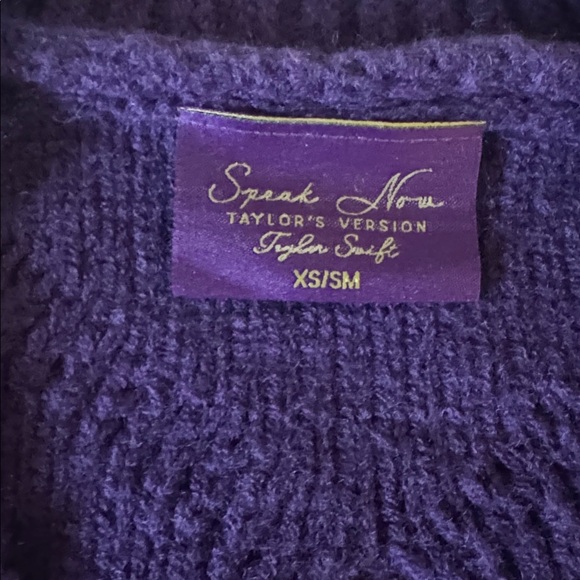 Speak Now
TAYLOR'S VERSION
Taylor Swift
XS/SM